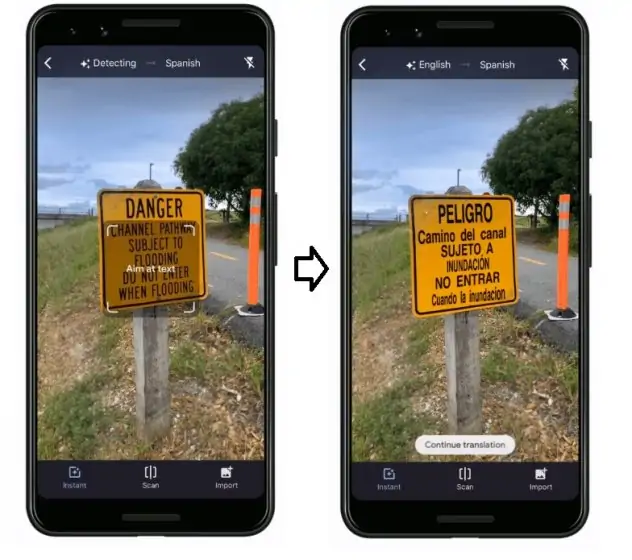 Detecting → Spanish
DANGER
CHANNEL PATHWAY
SUBJECT TO
FLOODING
Aim at text
DO NOT ENTER
WHEN FLOODING
Instant
Scan
Import
English → Spanish
PELIGRO
Camino del canal
SUJETO A
INUNDACIÓN
NO ENTRAR
Cuando la inundacion
Continue translation
Instant
Scan
Import